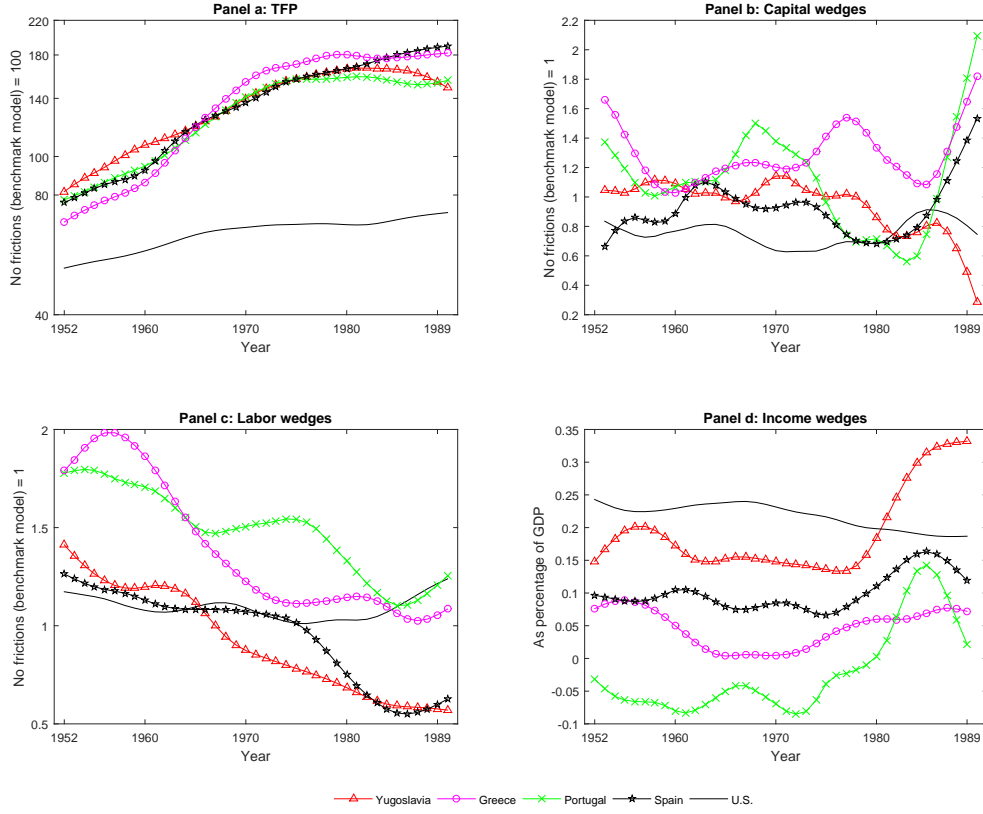 Panel a: TFP
220
180
140
100
80
40
No frictions (benchmark model) = 100
1952 1960 1970 1980 1989
Year
Panel b: Capital wedges
2.2
2
1.8
1.6
1.4
1.2
1
0.8
0.6
0.4
0.2
No frictions (benchmark model) = 1
1952 1960 1970 1980 1989
Year
Panel c: Labor wedges
2
1.5
1
0.5
No frictions (benchmark model) = 1
1952 1960 1970 1980 1989
Year
Panel d: Income wedges
0.35
0.3
0.25
0.2
0.15
0.1
0.05
0
-0.05
-0.1
As percentage of GDP
1952 1960 1970 1980 1989
Year
Yugoslavia Greece Portugal Spain U.S.